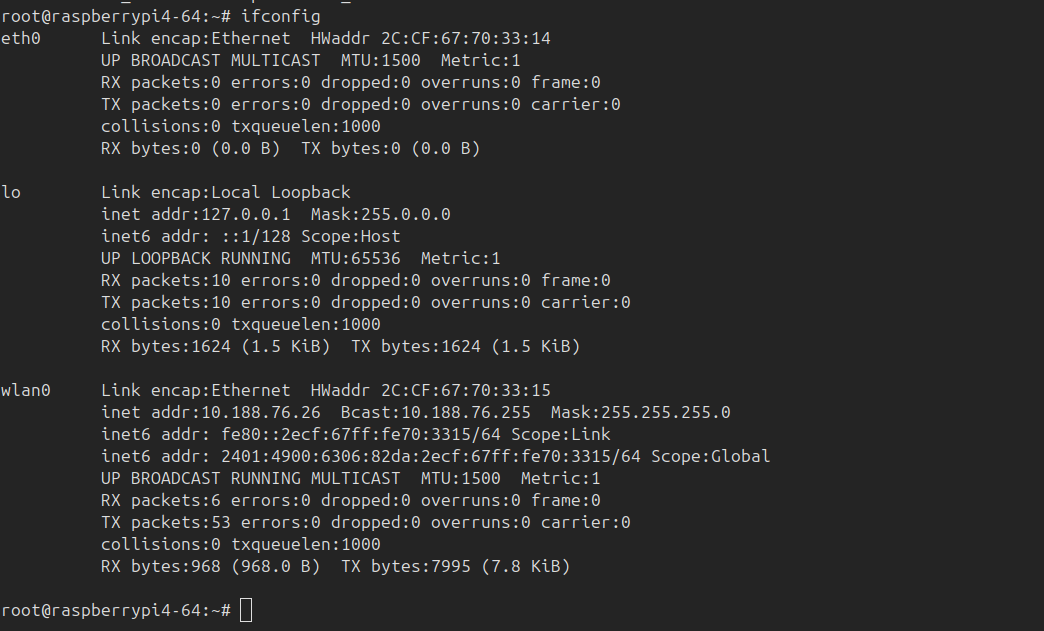 root@raspberrypi4-64:~# ifconfig
eth0      Link encap:Ethernet  HWaddr 2C:CF:67:70:33:14
          UP BROADCAST MULTICAST  MTU:1500  Metric:1
          RX packets:0 errors:0 dropped:0 overruns:0 frame:0
          TX packets:0 errors:0 dropped:0 overruns:0 carrier:0
          collisions:0 txqueuelen:1000
          RX bytes:0 (0.0 B)  TX bytes:0 (0.0 B)

lo        Link encap:Local Loopback
          inet addr:127.0.0.1  Mask:255.0.0.0
          inet6 addr: ::1/128 Scope:Host
          UP LOOPBACK RUNNING  MTU:65536  Metric:1
          RX packets:10 errors:0 dropped:0 overruns:0 frame:0
          TX packets:10 errors:0 dropped:0 overruns:0 carrier:0
          collisions:0 txqueuelen:1000
          RX bytes:1624 (1.5 KiB)  TX bytes:1624 (1.5 KiB)

wlan0     Link encap:Ethernet  HWaddr 2C:CF:67:70:33:15
          inet addr:10.188.76.26  Bcast:10.188.76.255  Mask:255.255.255.0
          inet6 addr: fe80::2ecf:67ff:fe70:3315/64 Scope:Link
          inet6 addr: 2401:4900:6306:82da:2ecf:67ff:fe70:3315/64 Scope:Global
          UP BROADCAST RUNNING MULTICAST  MTU:1500  Metric:1
          RX packets:6 errors:0 dropped:0 overruns:0 frame:0
          TX packets:53 errors:0 dropped:0 overruns:0 carrier:0
          collisions:0 txqueuelen:1000
          RX bytes:968 (968.0 B)  TX bytes:7995 (7.8 KiB)

root@raspberrypi4-64:~#